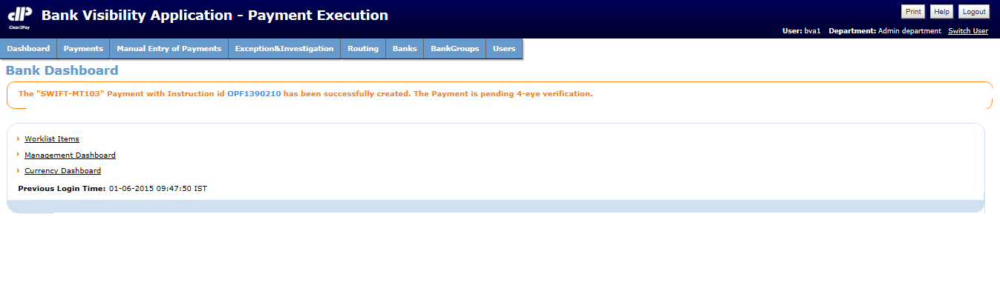 Clear2Pay
Bank Visibility Application - Payment Execution
Print Help Logout
User: bva1 Department: Admin department Switch User
Dashboard Payments Manual Entry of Payments Exception&Investigation Routing Banks BankGroups Users
Bank Dashboard
The "SWIFT-MT103" Payment with Instruction id OPF1390210 has been successfully created. The Payment is pending 4-eye verification.
Worklist Items
Management Dashboard
Currency Dashboard
Previous Login Time: 01-06-2015 09:47:50 IST